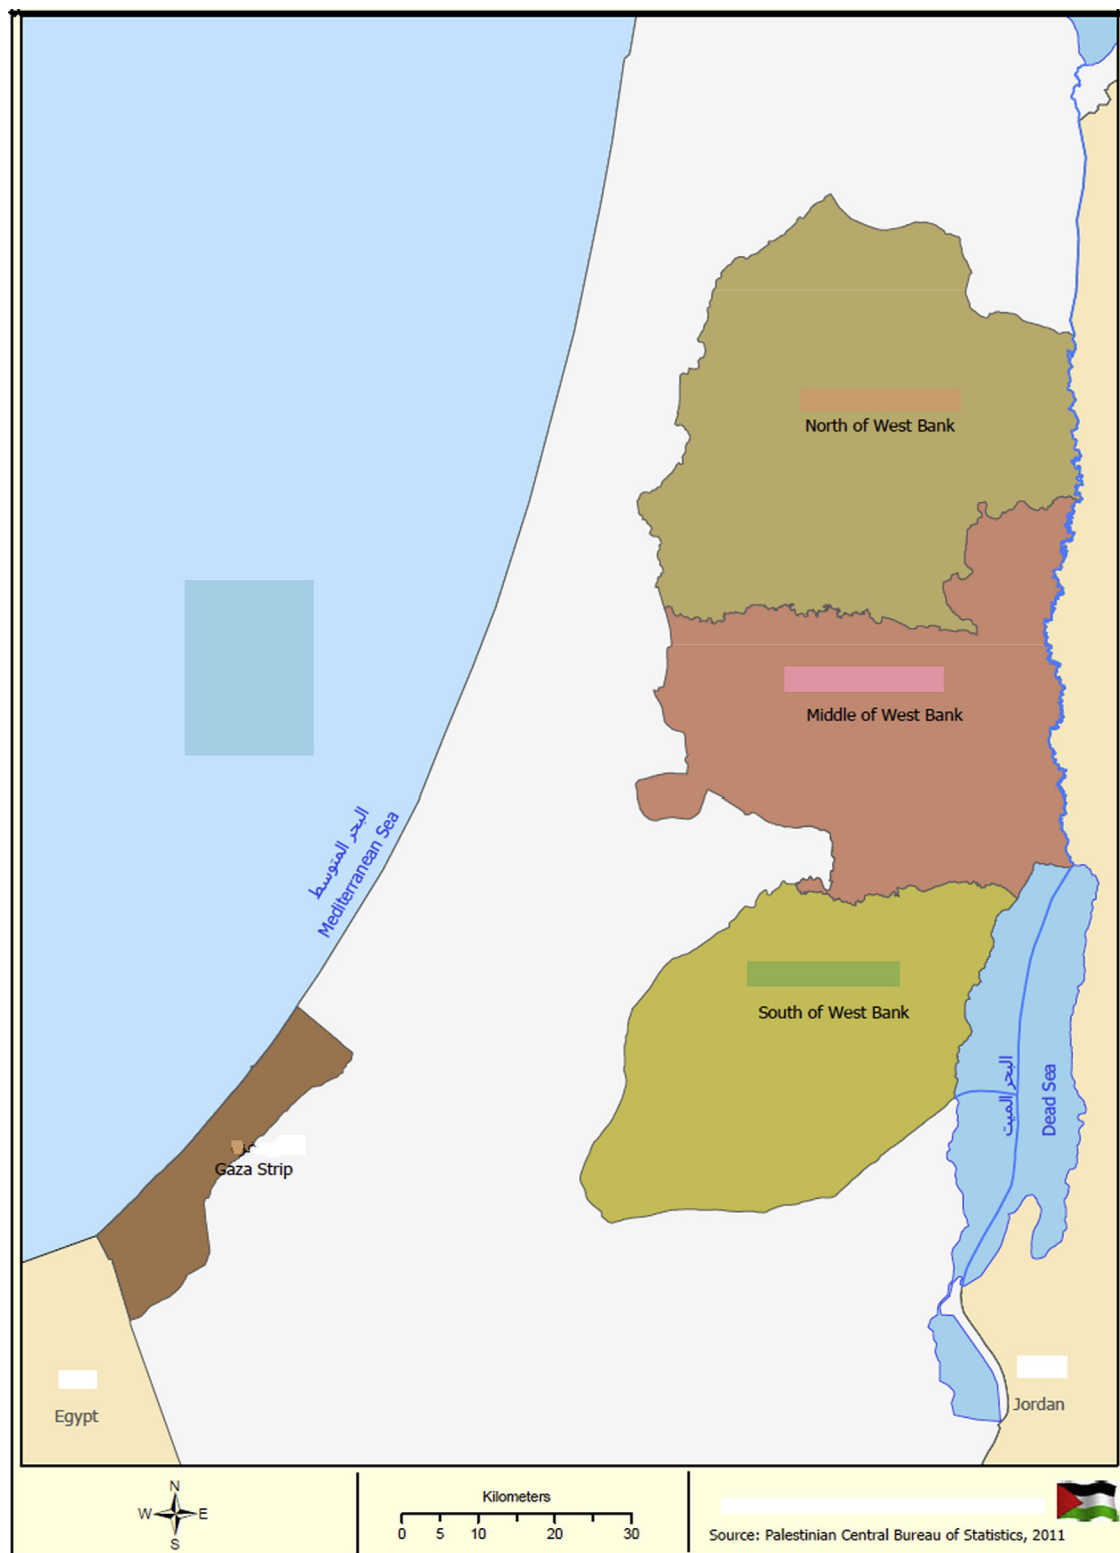 North of West Bank
Middle of West Bank
البحر المتوسط
Mediterranean Sea
South of West Bank
البحر الميت
Dead Sea
Gaza Strip
Egypt
Jordan
N
W E
S
Kilometers
0 5 10 20 30
Source: Palestinian Central Bureau of Statistics, 2011